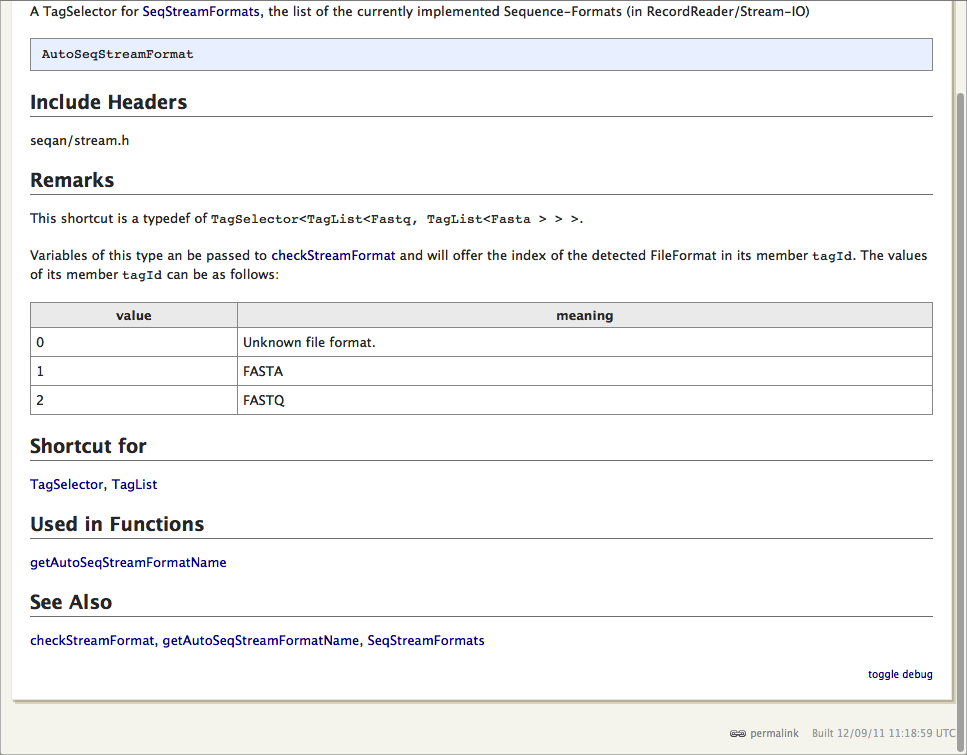 A TagSelector for SeqStreamFormats, the list of the currently implemented Sequence-Formats (in RecordReader/Stream-IO)
AutoSeqStreamFormat
Include Headers
seqan/stream.h
Remarks
This shortcut is a typedef of TagSelector<TagList<Fastq, TagList<Fasta > > >.
Variables of this type an be passed to checkStreamFormat and will offer the index of the detected FileFormat in its member tagId. The values
of its member tagId can be as follows:
value meaning
0 Unknown file format.
1 FASTA
2 FASTQ
Shortcut for
TagSelector, TagList
Used in Functions
getAutoSeqStreamFormatName
See Also
checkStreamFormat, getAutoSeqStreamFormatName, SeqStreamFormats
toggle debug
permalink Built 12/09/11 11:18:59 UTC